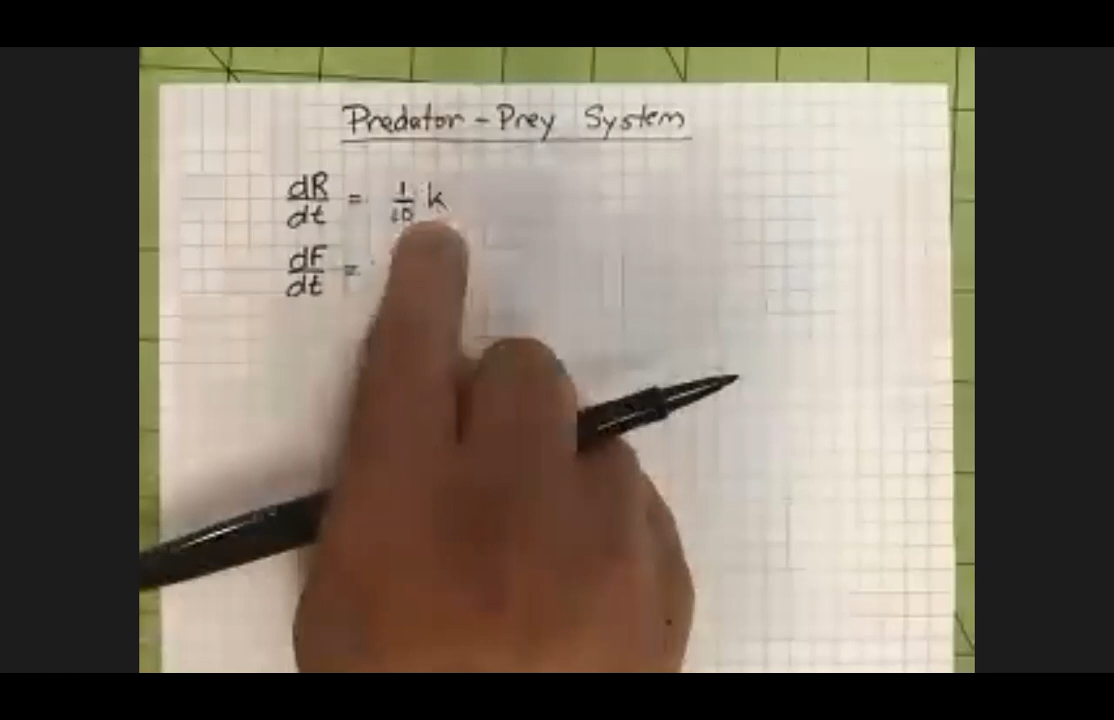 Predator - Prey System
dR/dt = 1/10 k
dF/dt =